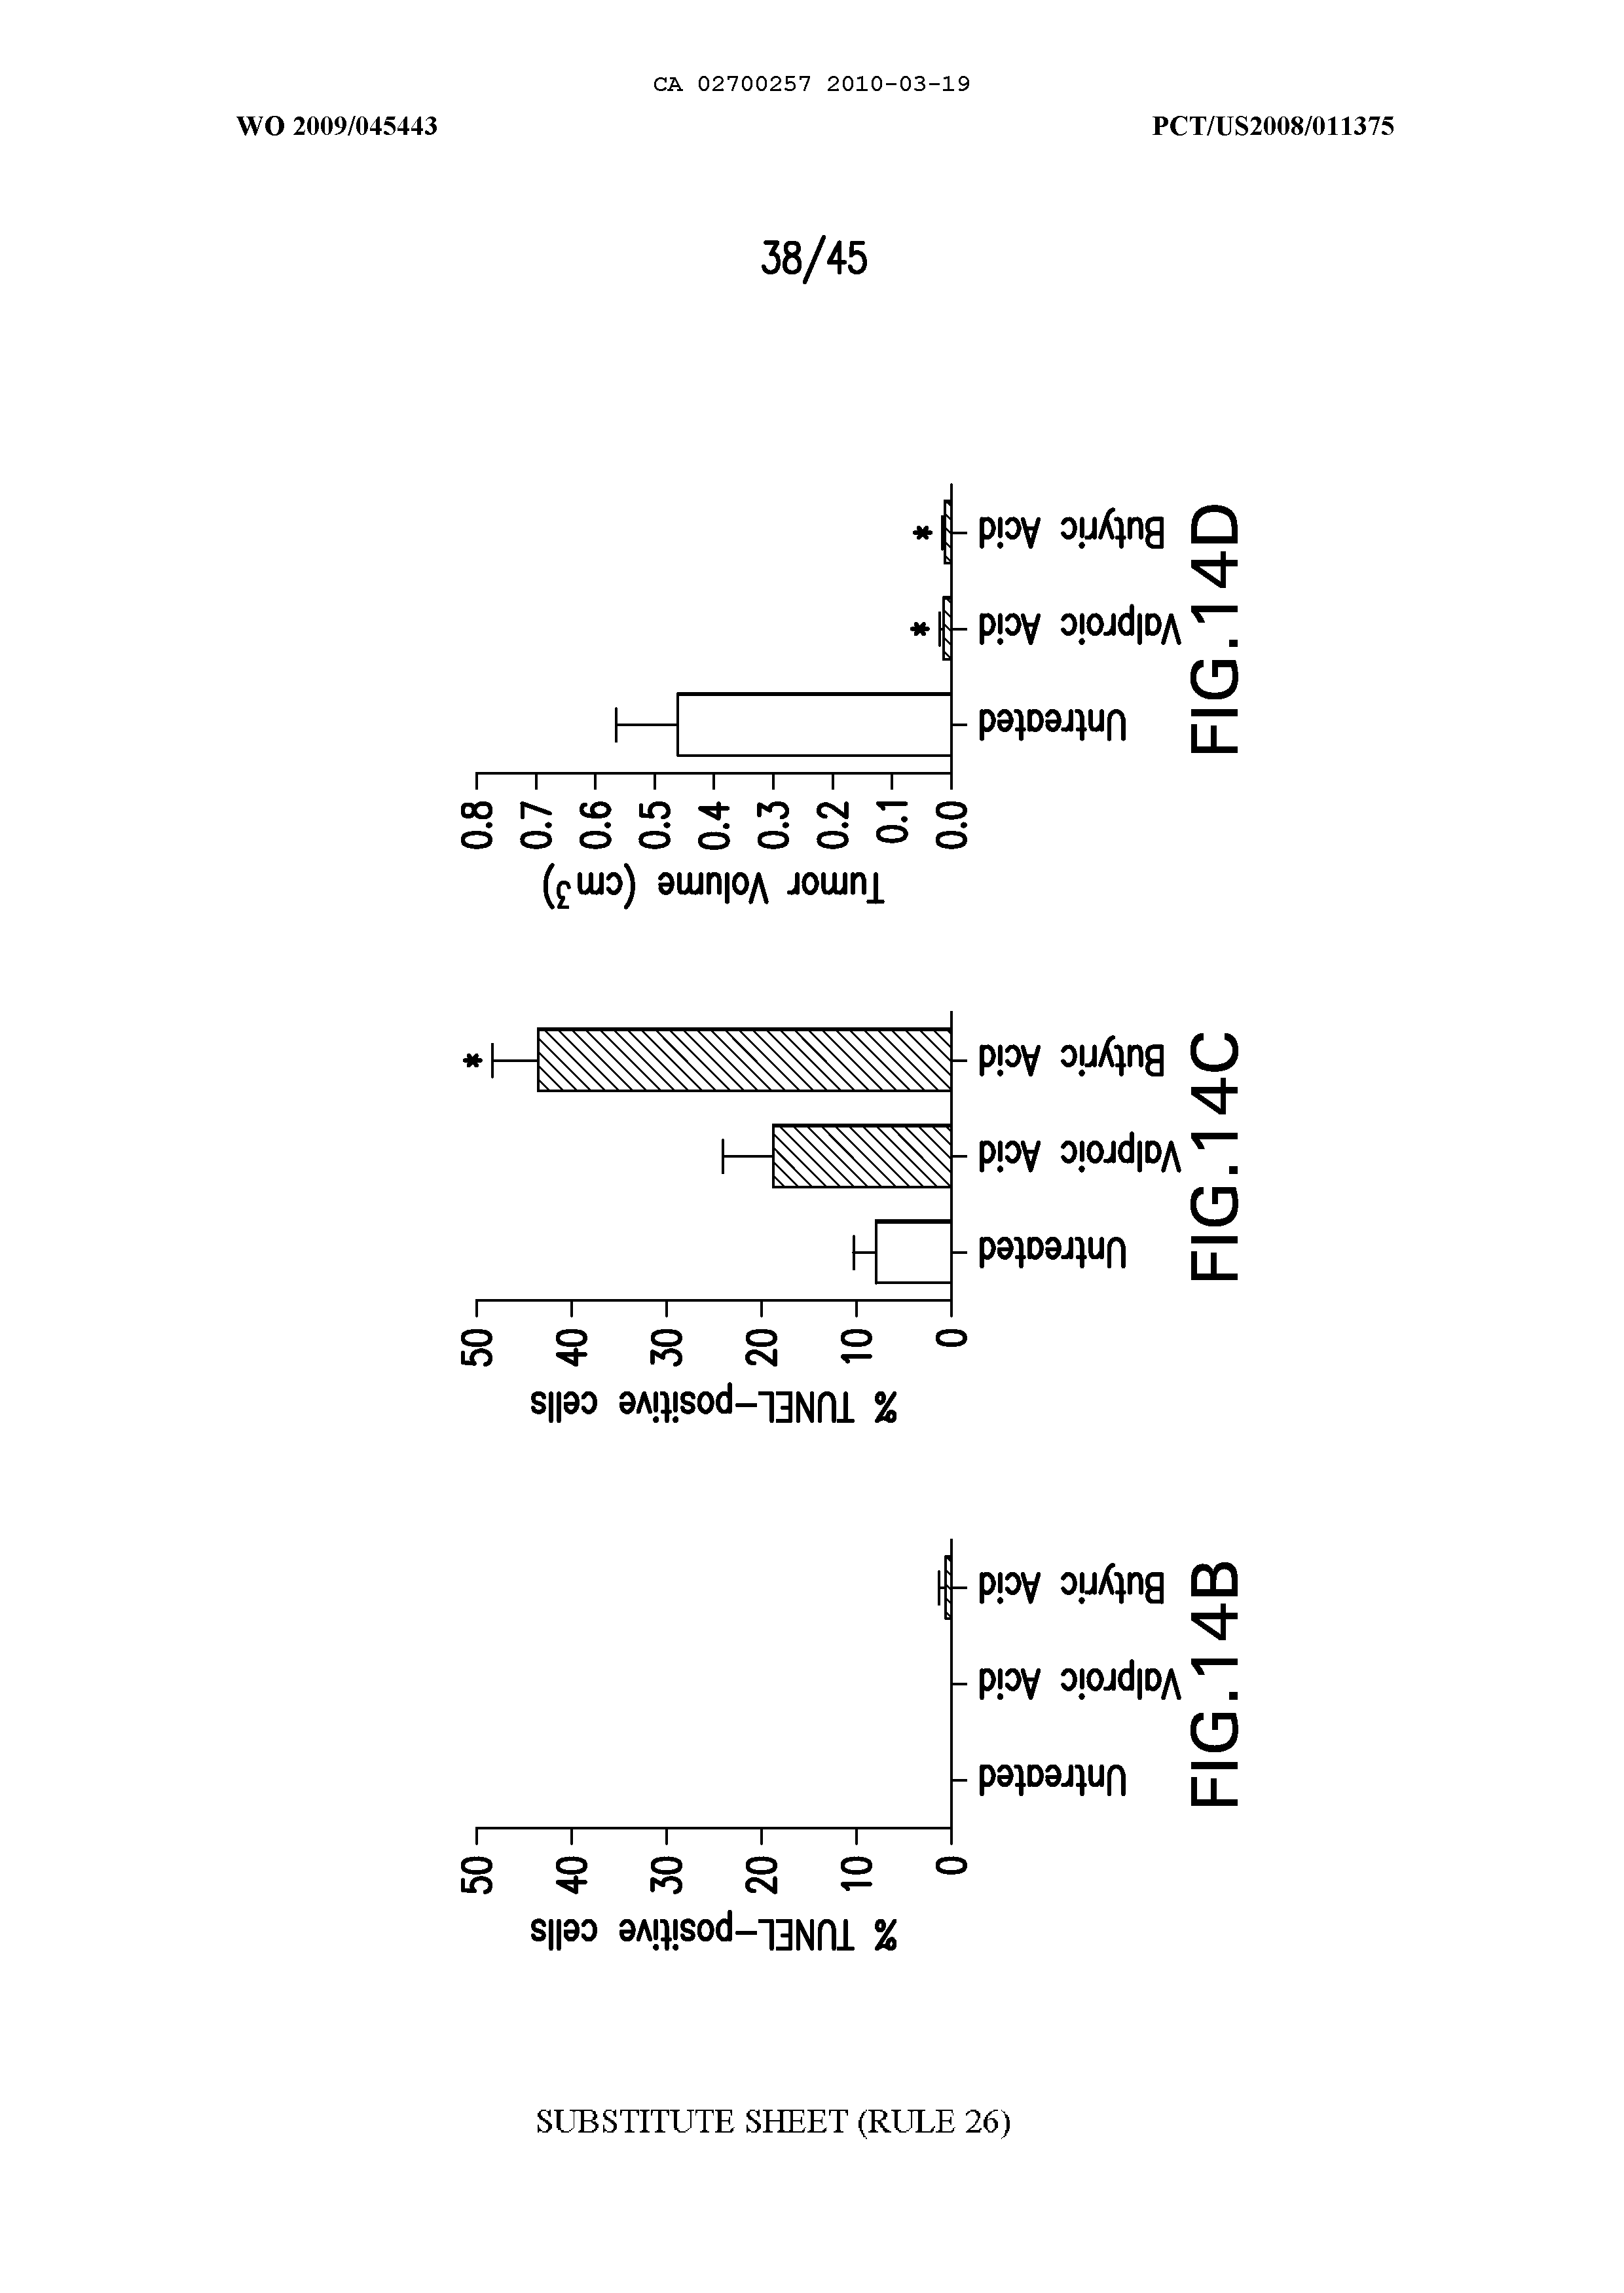 CA 02700257 2010-03-19
WO 2009/045443
PCT/US2008/011375
38/45
% TUNEL-positive cells
50
40
30
20
10
0
Untreated
Valproic Acid
Butyric Acid
FIG.14B
% TUNEL-positive cells
50
40
30
20
10
0
Untreated
Valproic Acid
Butyric Acid
*
FIG.14C
Tumor Volume (cm³)
0.8
0.7
0.6
0.5
0.4
0.3
0.2
0.1
0.0
Untreated
Valproic Acid
Butyric Acid
*
*
FIG.14D
SUBSTITUTE SHEET (RULE 26)